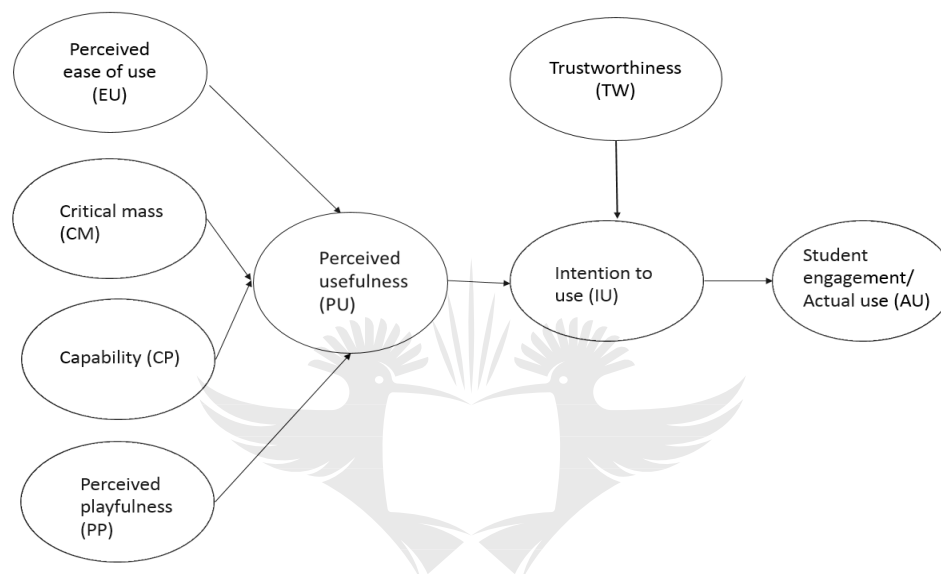 Perceived
ease of use
(EU)
Trustworthiness
(TW)
Critical mass
(CM)
Perceived
usefulness
(PU)
Intention to
use (IU)
Student
engagement/
Actual use (AU)
Capability (CP)
Perceived
playfulness
(PP)